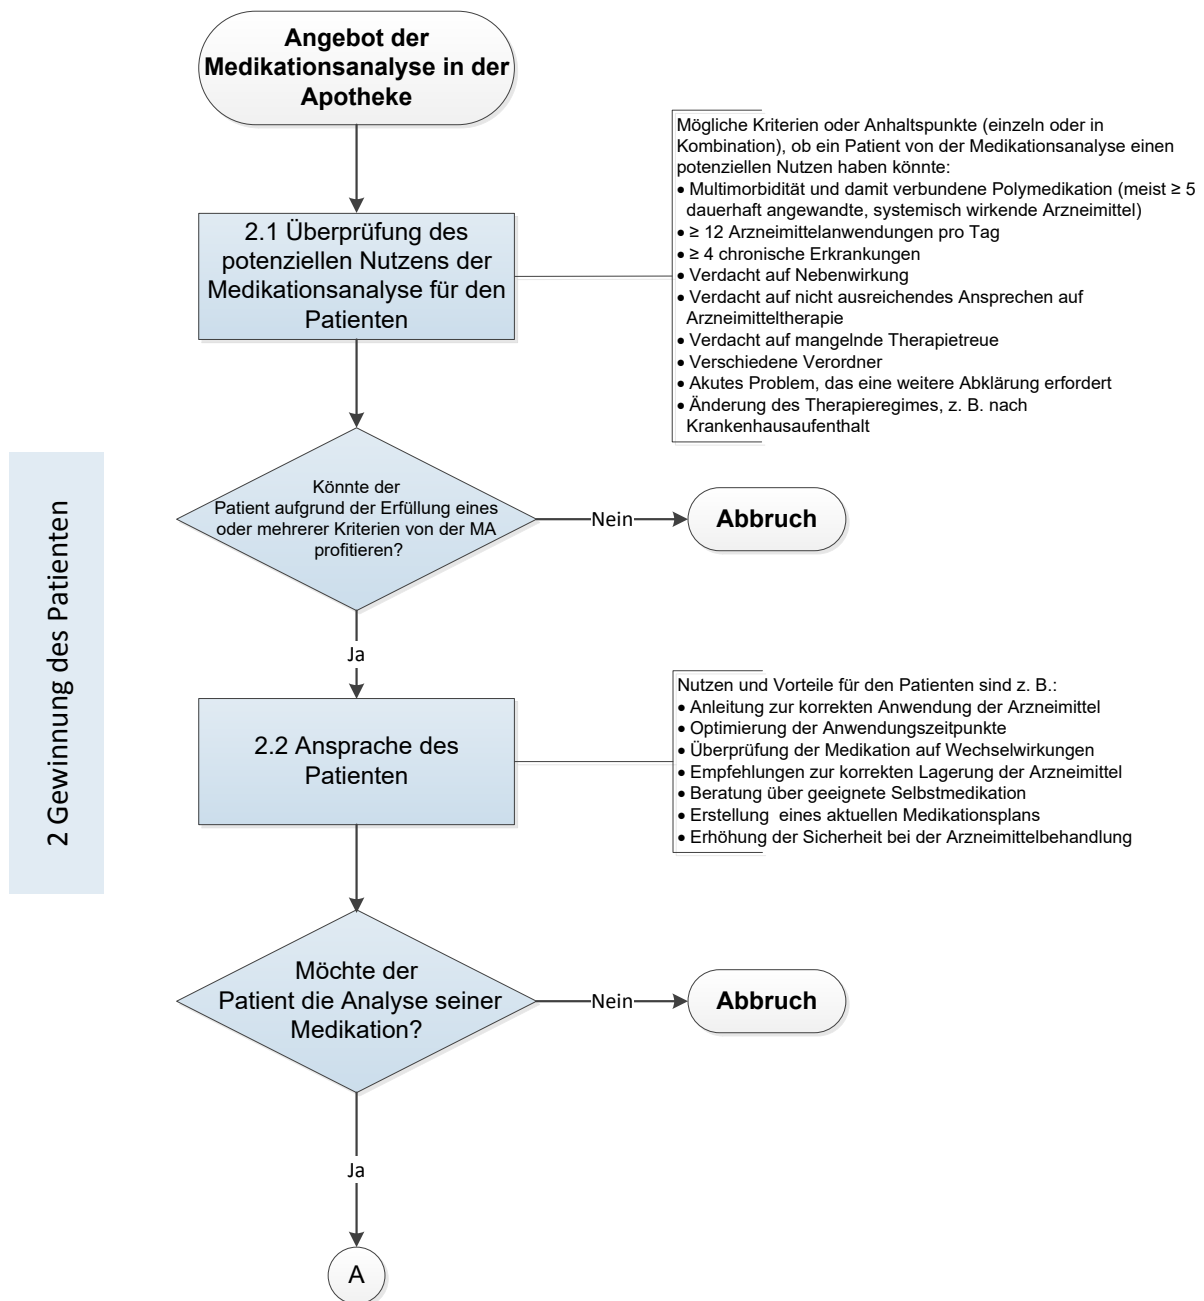 Angebot der
Medikationsanalyse in der
Apotheke
Mögliche Kriterien oder Anhaltspunkte (einzeln oder in
Kombination), ob ein Patient von der Medikationsanalyse einen
potenziellen Nutzen haben könnte:
• Multimorbidität und damit verbundene Polymedikation (meist ≥ 5
dauerhaft angewandte, systemisch wirkende Arzneimittel)
• ≥ 12 Arzneimittelanwendungen pro Tag
• ≥ 4 chronische Erkrankungen
• Verdacht auf Nebenwirkung
• Verdacht auf nicht ausreichendes Ansprechen auf
Arzneimitteltherapie
• Verdacht auf mangelnde Therapietreue
• Verschiedene Verordner
• Akutes Problem, das eine weitere Abklärung erfordert
• Änderung des Therapieregimes, z. B. nach
Krankenhausaufenthalt
2.1 Überprüfung des
potenziellen Nutzens der
Medikationsanalyse für den
Patienten
2 Gewinnung des Patienten
Könnte der
Patient aufgrund der Erfüllung eines
oder mehrerer Kriterien von der MA
profitieren?
Nein
Abbruch
Ja
2.2 Ansprache des
Patienten
Nutzen und Vorteile für den Patienten sind z. B.:
• Anleitung zur korrekten Anwendung der Arzneimittel
• Optimierung der Anwendungszeitpunkte
• Überprüfung der Medikation auf Wechselwirkungen
• Empfehlungen zur korrekten Lagerung der Arzneimittel
• Beratung über geeignete Selbstmedikation
• Erstellung eines aktuellen Medikationsplans
• Erhöhung der Sicherheit bei der Arzneimittelbehandlung
Möchte der
Patient die Analyse seiner
Medikation?
Nein
Abbruch
Ja
A